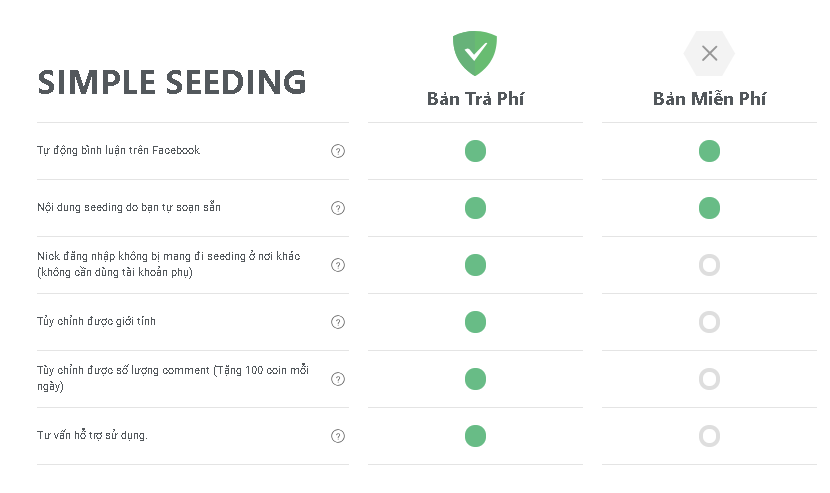 SIMPLE SEEDING
Bản Trả Phí
Bản Miễn Phí
Tự động bình luận trên Facebook
Nội dung seeding do bạn tự soạn sẵn
Nick đăng nhập không bị mang đi seeding ở nơi khác
(không cần dùng tài khoản phụ)
Tủy chỉnh được giới tính
Tùy chỉnh được số lượng comment (Tặng 100 coin mỗi
ngày)
Tư vấn hỗ trợ sử dụng.